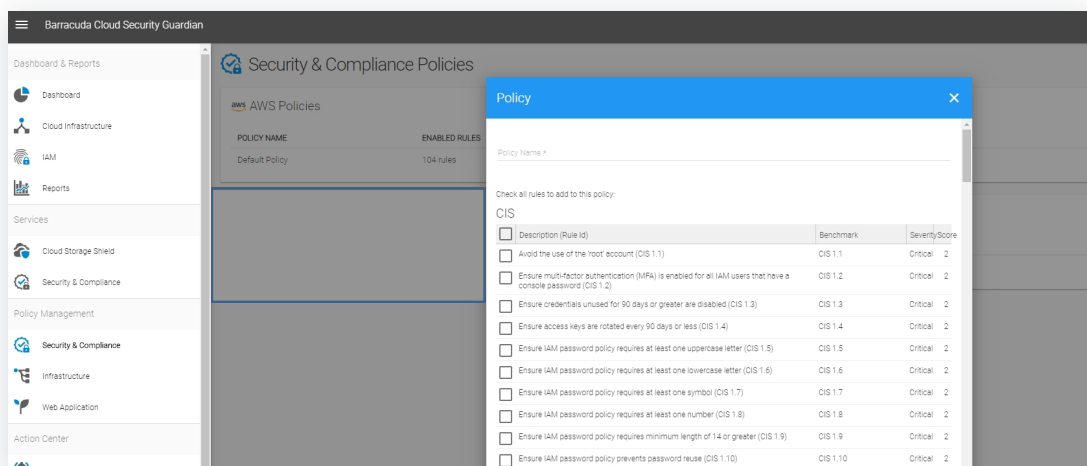 Barracuda Cloud Security Guardian
Dashboard & Reports
Dashboard
Cloud Infrastructure
IAM
Reports
Services
Cloud Storage Shield
Security & Compliance
Policy Management
Security & Compliance
Infrastructure
Web Application
Action Center
Security & Compliance Policies
aws AWS Policies
POLICY NAME ENABLED RULES
Default Policy 104 rules
Policy
Policy Name *
Check all rules to add to this policy:
CIS
Description (Rule Id) Benchmark Severity Score
Avoid the use of the 'root' account (CIS 1.1) CIS 1.1 Critical 2
Ensure multi-factor authentication (MFA) is enabled for all IAM users that have a CIS 1.2 Critical 2
console password (CIS 1.2)
Ensure credentials unused for 90 days or greater are disabled (CIS 1.3) CIS 1.3 Critical 2
Ensure access keys are rotated every 90 days or less (CIS 1.4) CIS 1.4 Critical 2
Ensure IAM password policy requires at least one uppercase letter (CIS 1.5) CIS 1.5 Critical 2
Ensure IAM password policy requires at least one lowercase letter (CIS 1.6) CIS 1.6 Critical 2
Ensure IAM password policy requires at least one symbol (CIS 1.7) CIS 1.7 Critical 2
Ensure IAM password policy requires at least one number (CIS 1.8) CIS 1.8 Critical 2
Ensure IAM password policy requires minimum length of 14 or greater (CIS 1.9) CIS 1.9 Critical 2
Ensure IAM password policy prevents password reuse (CIS 1.10) CIS 1.10 Critical 2